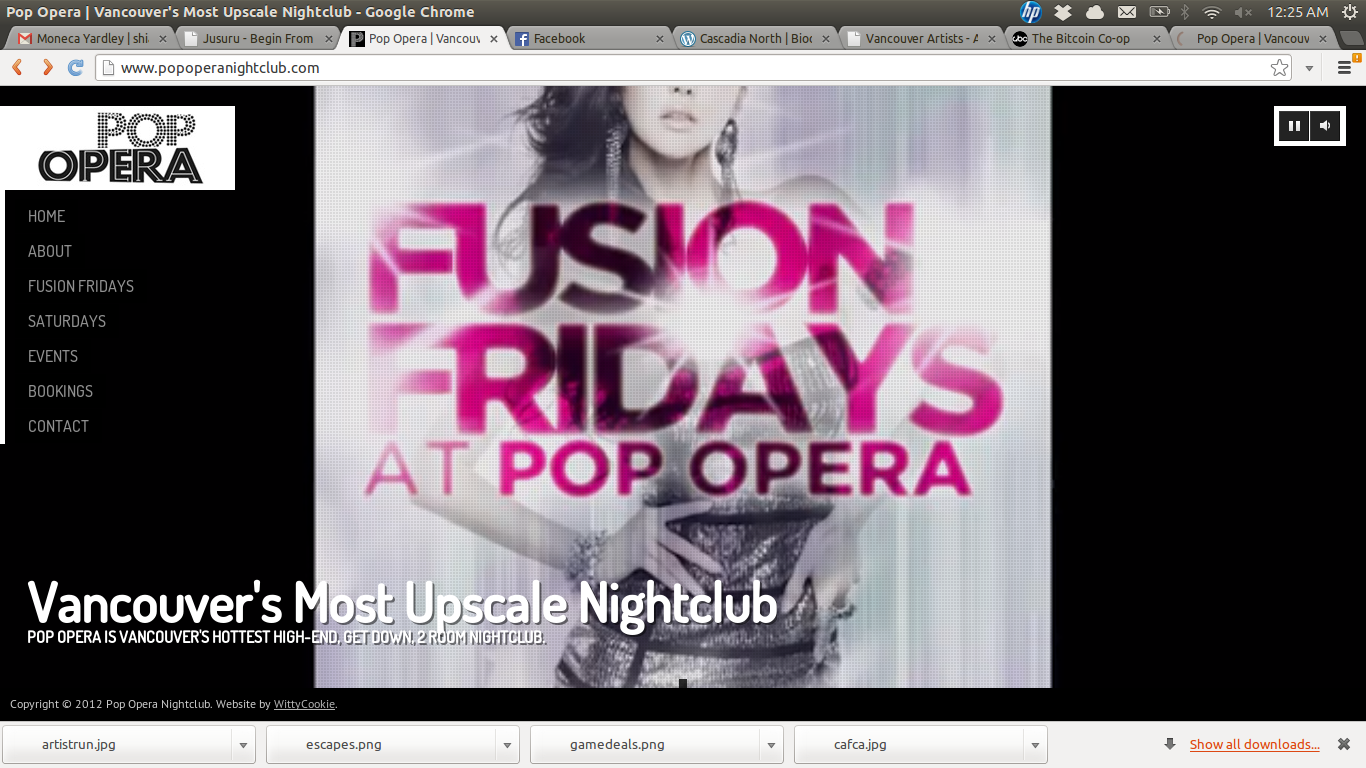 Pop Opera | Vancouver's Most Upscale Nightclub - Google Chrome
12:25 AM
Moneca Yardley | shi
Jusuru - Begin From
Pop Opera | Vancouv
Facebook
Cascadia North | Bio
Vancouver Artists - A
The Bitcoin Co-op
Pop Opera | Vancouv
www.popoperanightclub.com
POP
OPERA
HOME
ABOUT
FUSION FRIDAYS
SATURDAYS
EVENTS
BOOKINGS
CONTACT
FUSION
FRIDAYS
AT POP OPERA
Vancouver's Most Upscale Nightclub
POP OPERA IS VANCOUVER'S HOTTEST HIGH-END, GET DOWN, 2 ROOM NIGHTCLUB.
Copyright © 2012 Pop Opera Nightclub. Website by WittyCookie.
artistrun.jpg
escapes.png
gamedeals.png
cafca.jpg
Show all downloads...